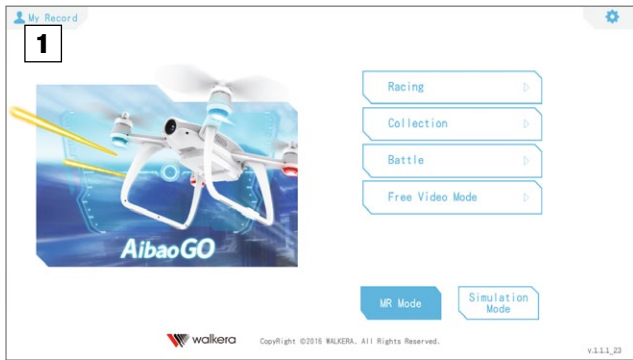 My Record
1
Racing
Collection
Battle
Free Video Mode
AibaoGO
MR Mode
Simulation
Mode
walkera
CopyRight ©2016 WALKERA. All Rights Reserved.
v.1.1.1_23